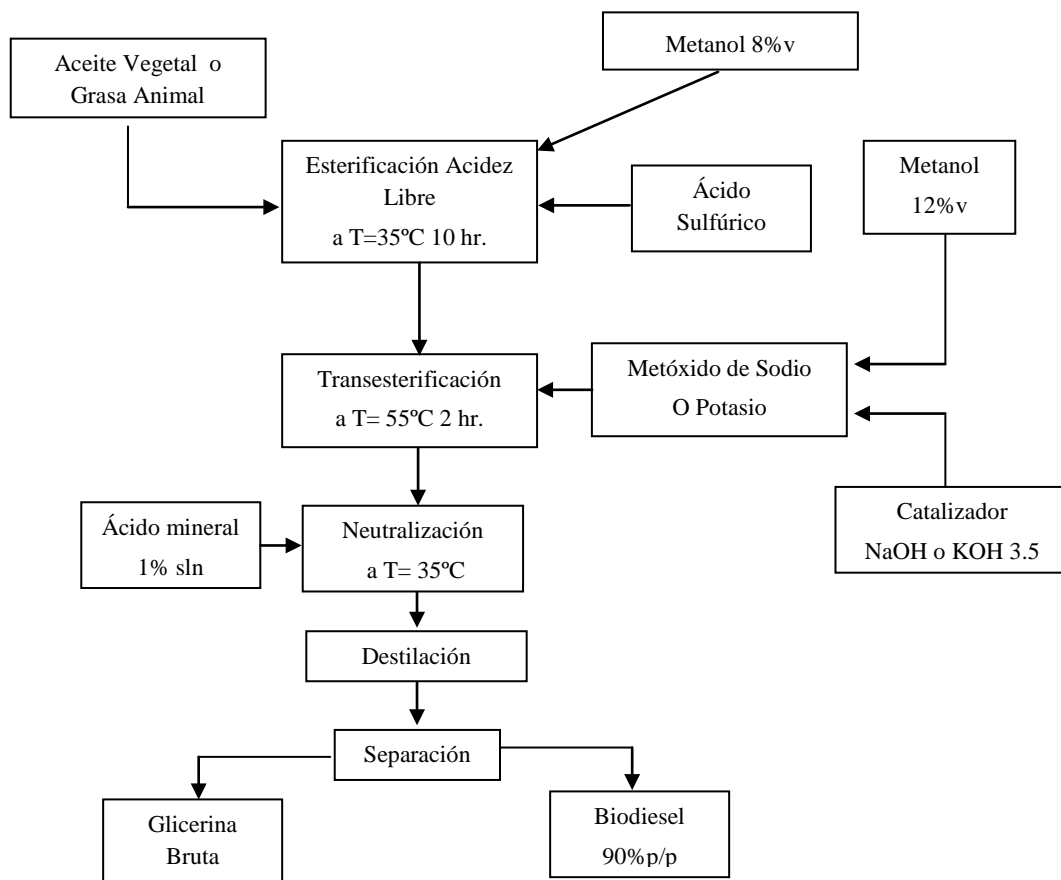 Aceite Vegetal o
Grasa Animal
Metanol 8%v
Esterificación Acidez
Libre
a T=35ºC 10 hr.
Ácido
Sulfúrico
Metanol
12%v
Transesterificación
a T= 55ºC 2 hr.
Metóxido de Sodio
O Potasio
Ácido mineral
1% sln
Neutralización
a T= 35ºC
Catalizador
NaOH o KOH 3.5
Destilación
Separación
Glicerina
Bruta
Biodiesel
90%p/p